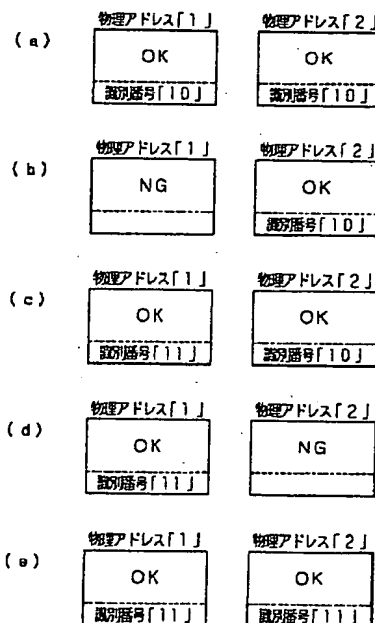 (a)
物理アドレス「1」 物理アドレス「2」
OK OK
識別番号「10」 識別番号「10」
(b)
物理アドレス「1」 物理アドレス「2」
NG OK
識別番号「10」
(c)
物理アドレス「1」 物理アドレス「2」
OK OK
識別番号「11」 識別番号「10」
(d)
物理アドレス「1」 物理アドレス「2」
OK NG
識別番号「11」
(e)
物理アドレス「1」 物理アドレス「2」
OK OK
識別番号「11」 識別番号「11」